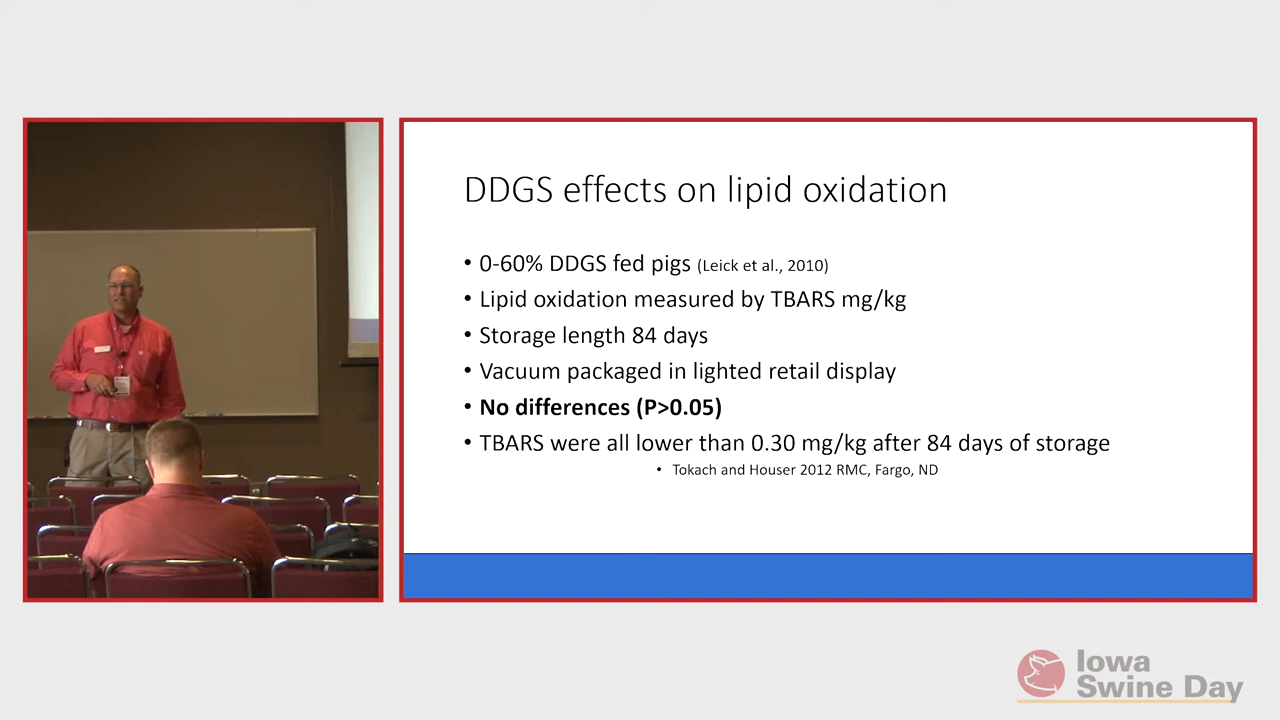 DDGS effects on lipid oxidation
• 0-60% DDGS fed pigs (Leick et al., 2010)
• Lipid oxidation measured by TBARS mg/kg
• Storage length 84 days
• Vacuum packaged in lighted retail display
• No differences (P>0.05)
• TBARS were all lower than 0.30 mg/kg after 84 days of storage
• Tokach and Houser 2012 RMC, Fargo, ND
Iowa
Swine Day